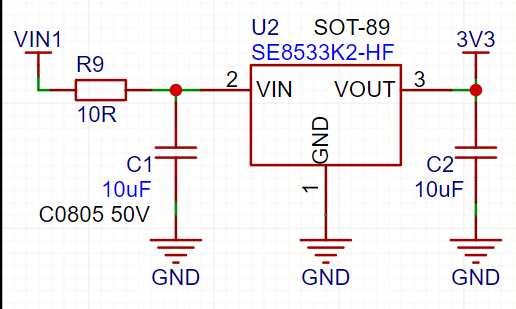 U2 SOT-89
VIN1 SE8533K2-HF 3V3
R9 2 VIN VOUT 3
10R
GND
C1 C2
10uF 1 10uF
C0805 50V
GND GND GND